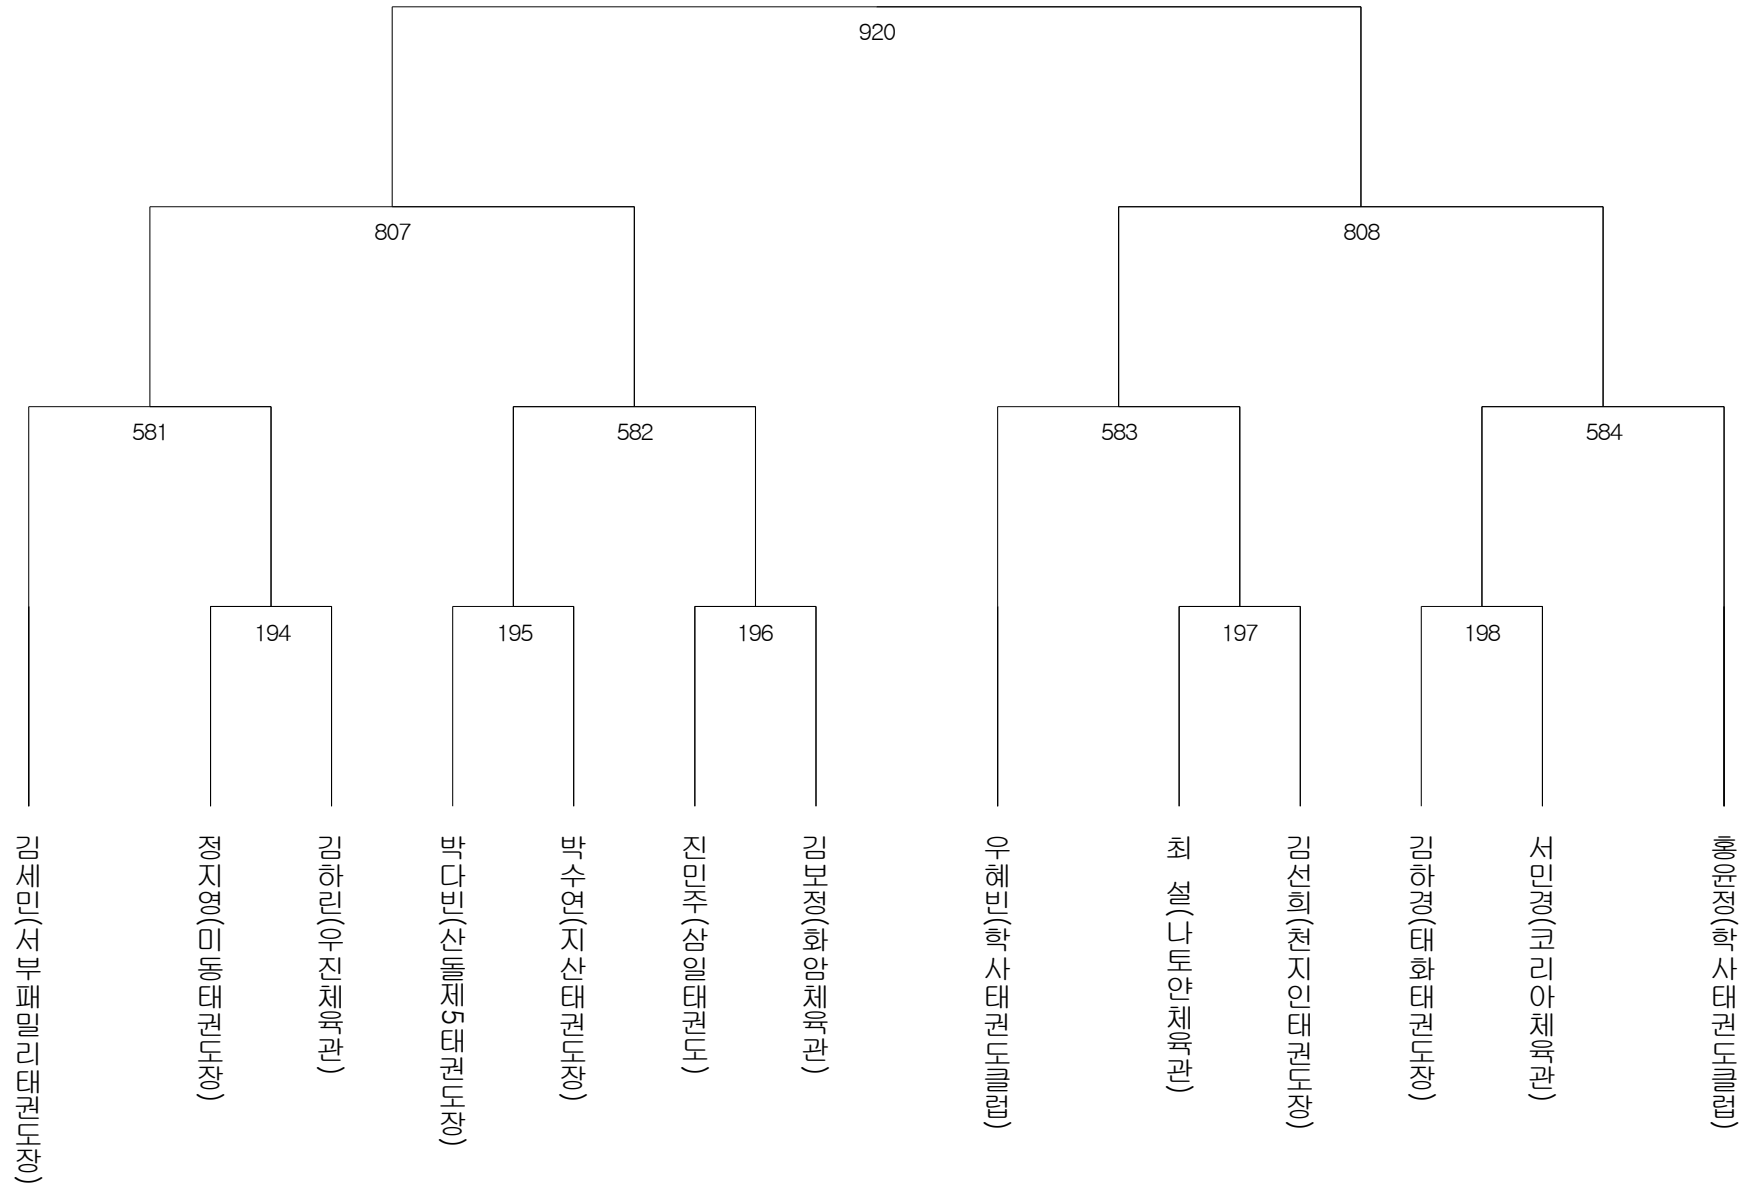 920
807
808
581
582
583
584
194
195
196
197
198
김세민(서부패밀리태권도장)
정지영(미동태권도장)
김하린(우진체육관)
박다빈(산돌제5태권도장)
박수연(지산태권도장)
진민주(삼일태권도)
김보정(화암체육관)
우혜빈(학사태권도클럽)
최 설(나토얀체육관)
김선희(천지인태권도장)
김하경(태화태권도장)
서민경(코리아체육관)
홍윤정(학사태권도클럽)